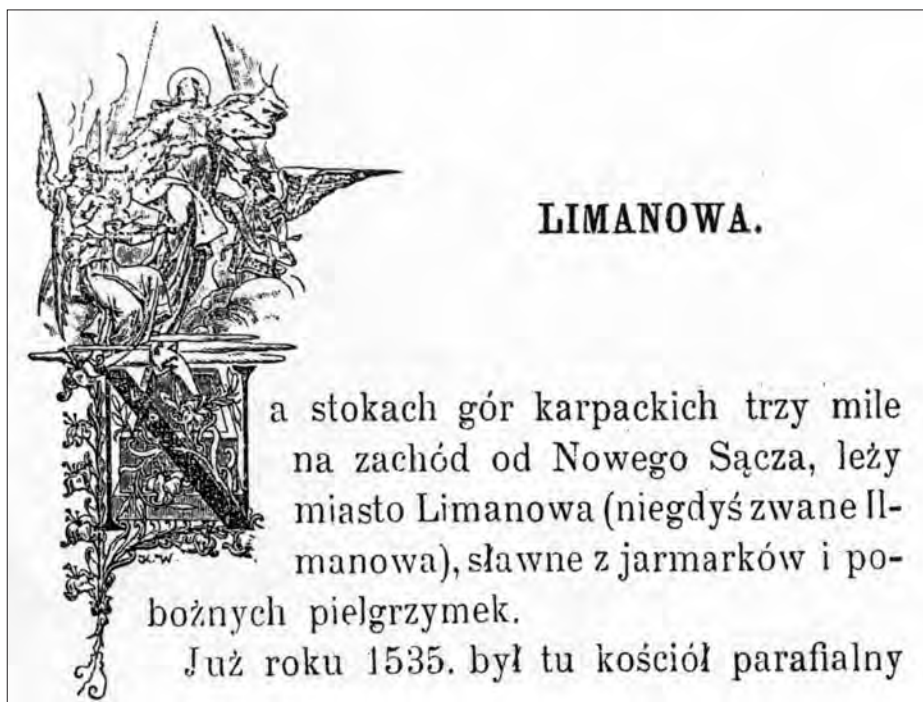 LIMANOWA.
Na stokach gór karpackich trzy mile
na zachód od Nowego Sącza, leży
miasto Limanowa (niegdyś zwane Il-
manowa), sławne z jarmarków i po-
bożnych pielgrzymek.
Już roku 1535. był tu kościół parafialny
K. W.